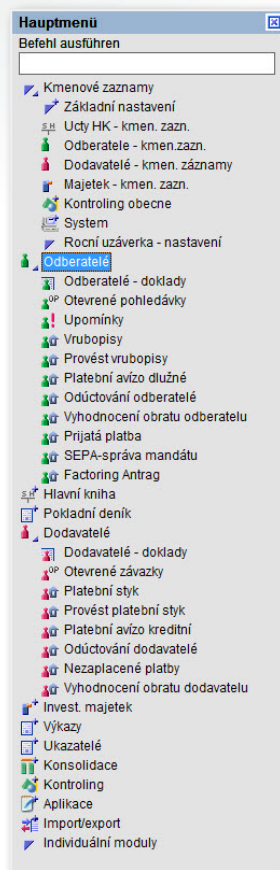 Hauptmenü
Befehl ausführen
Kmenové zaznamy
Základní nastavení
Ucty HK - kmen. zazn.
Odberatele - kmen.zazn.
Dodavatelé - kmen. záznamy
Majetek - kmen. zazn.
Kontroling obecne
System
Rocní uzáverka - nastavení
Odberatelé
Odberatelé - doklady
OP Otevrené pohledávky
Upomínky
Vrubopisy
Provést vrubopisy
Platební avízo dlužné
Odúctování odberatelé
Vyhodnocení obratu odberatelu
Prijatá platba
SEPA-správa mandátu
Factoring Antrag
SH Hlavní kniha
Pokladní deník
Dodavatelé
Dodavatelé - doklady
OP Otevrené závazky
Platební styk
Provést platební styk
Platební avízo kreditní
Odúctování dodavatelé
Nezaplacené platby
Vyhodnocení obratu dodavatelu
Invest. majetek
Výkazy
Ukazatelé
Konsolidace
Kontroling
Aplikace
Import/export
Individuální moduly